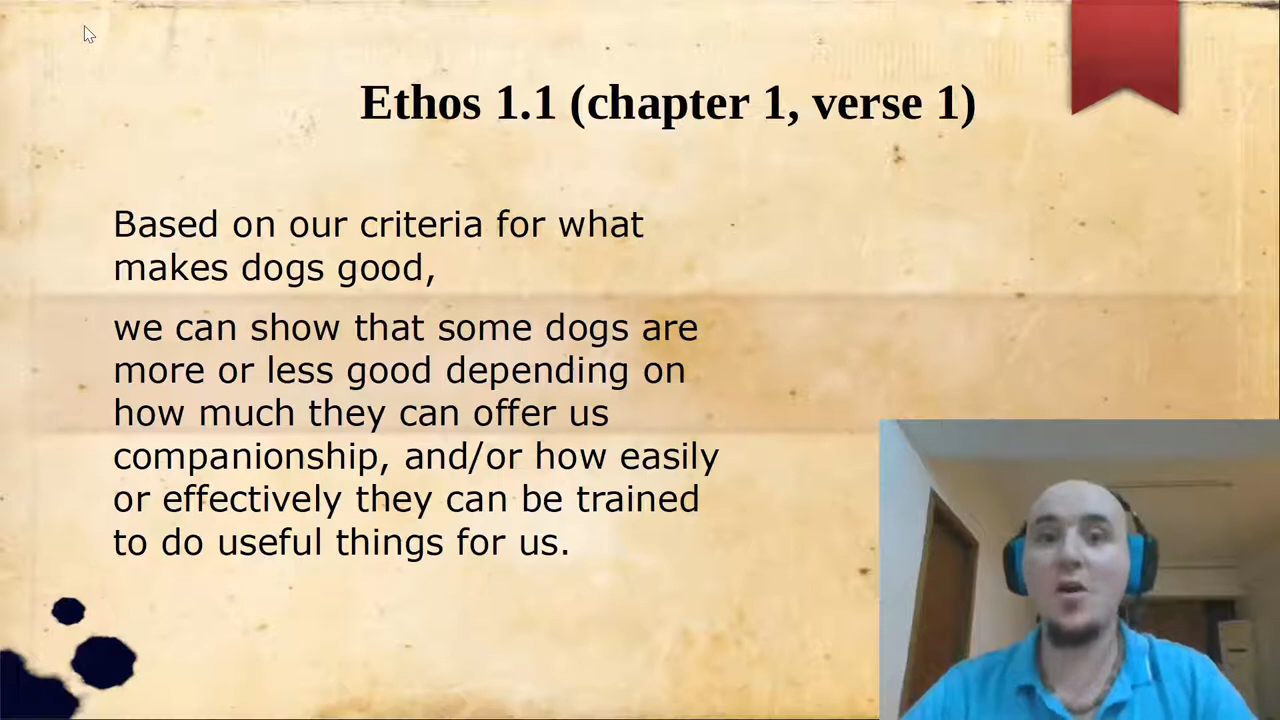 Ethos 1.1 (chapter 1, verse 1)
Based on our criteria for what
makes dogs good,
we can show that some dogs are
more or less good depending on
how much they can offer us
companionship, and/or how easily
or effectively they can be trained
to do useful things for us.